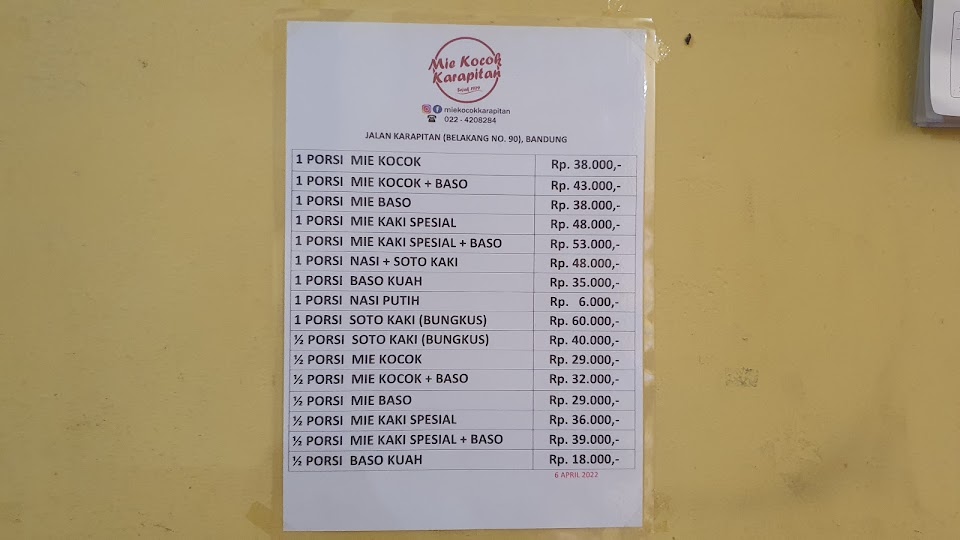 Mie Kocok
Karapitan
miekocokkarapitan
022 - 4208284
JALAN KARAPITAN (BELAKANG NO. 90), BANDUNG
1 PORSI MIE KOCOK Rp. 38.000,-
1 PORSI MIE KOCOK + BASO Rp. 43.000,-
1 PORSI MIE BASO Rp. 38.000,-
1 PORSI MIE KAKI SPESIAL Rp. 48.000,-
1 PORSI MIE KAKI SPESIAL + BASO Rp. 53.000,-
1 PORSI NASI + SOTO KAKI Rp. 48.000,-
1 PORSI BASO KUAH Rp. 35.000,-
1 PORSI NASI PUTIH Rp. 6.000,-
1 PORSI SOTO KAKI (BUNGKUS) Rp. 60.000,-
½ PORSI SOTO KAKI (BUNGKUS) Rp. 40.000,-
½ PORSI MIE KOCOK Rp. 29.000,-
½ PORSI MIE KOCOK + BASO Rp. 32.000,-
½ PORSI MIE BASO Rp. 29.000,-
½ PORSI MIE KAKI SPESIAL Rp. 36.000,-
½ PORSI MIE KAKI SPESIAL + BASO Rp. 39.000,-
½ PORSI BASO KUAH Rp. 18.000,-
6 APRIL 2022